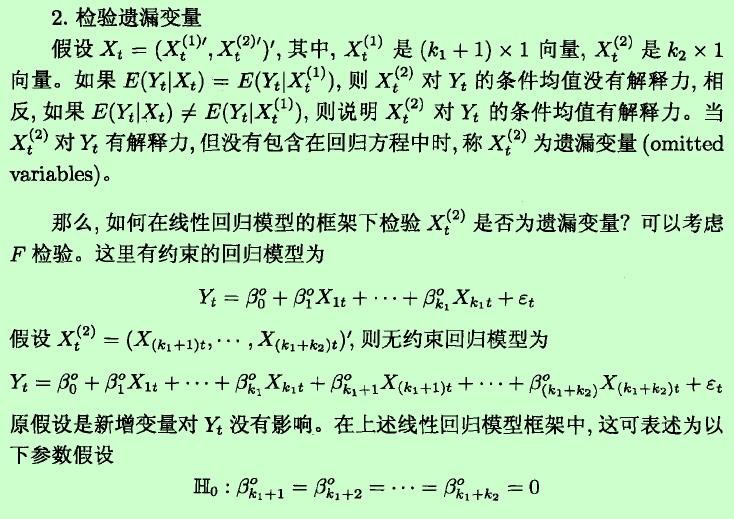 2. 检验遗漏变量
假设 $X_t = (X_t^{(1)\prime}, X_t^{(2)\prime})^\prime$, 其中, $X_t^{(1)}$ 是 $(k_1+1) \times 1$ 向量, $X_t^{(2)}$ 是 $k_2 \times 1$
向量。如果 $E(Y_t|X_t) = E(Y_t|X_t^{(1)})$, 则 $X_t^{(2)}$ 对 $Y_t$ 的条件均值没有解释力, 相
反, 如果 $E(Y_t|X_t) \neq E(Y_t|X_t^{(1)})$, 则说明 $X_t^{(2)}$ 对 $Y_t$ 的条件均值有解释力。当
$X_t^{(2)}$ 对 $Y_t$ 有解释力, 但没有包含在回归方程中时, 称 $X_t^{(2)}$ 为遗漏变量 (omitted
variables)。
那么, 如何在线性回归模型的框架下检验 $X_t^{(2)}$ 是否为遗漏变量? 可以考虑
$F$ 检验。这里有约束的回归模型为
$Y_t = \beta_0^o + \beta_1^o X_{1t} + \cdots + \beta_{k_1}^o X_{k_1 t} + \varepsilon_t$
假设 $X_t^{(2)} = (X_{(k_1+1)t}, \cdots, X_{(k_1+k_2)t})^\prime$, 则无约束回归模型为
$Y_t = \beta_0^o + \beta_1^o X_{1t} + \cdots + \beta_{k_1}^o X_{k_1 t} + \beta_{k_1+1}^o X_{(k_1+1)t} + \cdots + \beta_{(k_1+k_2)}^o X_{(k_1+k_2)t} + \varepsilon_t$
原假设是新增变量对 $Y_t$ 没有影响。在上述线性回归模型框架中, 这可表述为以
下参数假设
$\mathbb{H}_0 : \beta_{k_1+1}^o = \beta_{k_1+2}^o = \cdots = \beta_{k_1+k_2}^o = 0$